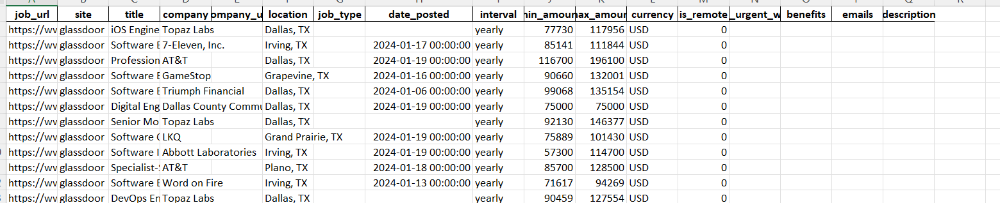 job_url site title company ompany_u location job_type date_posted interval nin_amoun nax_amoun currency is_remote _urgent_w benefits emails description
https://wv glassdoor iOS Engine Topaz Labs Dallas, TX yearly 77730 117956 USD 0
https://wv glassdoor Software E 7-Eleven, Inc. Irving, TX 2024-01-17 00:00:00 yearly 85141 111844 USD 0
https://wv glassdoor Profession AT&T Dallas, TX 2024-01-19 00:00:00 yearly 116700 196100 USD 0
https://wv glassdoor Software E GameStop Grapevine, TX 2024-01-16 00:00:00 yearly 90660 132001 USD 0
https://wv glassdoor Software E Triumph Financial Dallas, TX 2024-01-06 00:00:00 yearly 99068 135154 USD 0
https://wv glassdoor Digital Eng Dallas County Commu Dallas, TX 2024-01-19 00:00:00 yearly 75000 75000 USD 0
https://wv glassdoor Senior Mo Topaz Labs Dallas, TX yearly 92130 146377 USD 0
https://wv glassdoor Software C LKQ Grand Prairie, TX 2024-01-19 00:00:00 yearly 75889 101430 USD 0
https://wv glassdoor Software I Abbott Laboratories Irving, TX 2024-01-19 00:00:00 yearly 57300 114700 USD 0
https://wv glassdoor Specialist-S AT&T Plano, TX 2024-01-18 00:00:00 yearly 85700 128500 USD 0
https://wv glassdoor Software E Word on Fire Irving, TX 2024-01-13 00:00:00 yearly 71617 94269 USD 0
https://wv glassdoor DevOps En Topaz Labs Dallas, TX yearly 90459 127554 USD 0